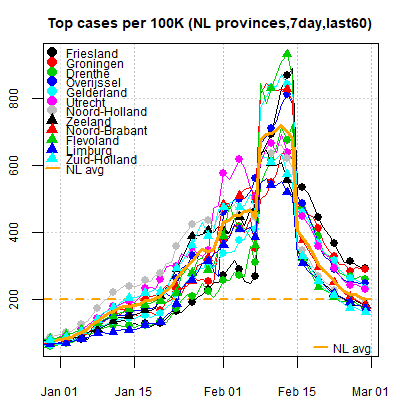 Top cases per 100K (NL provinces,7day,last60)
Friesland
Groningen
Drenthe
Overijssel
Gelderland
Utrecht
Noord-Holland
Zeeland
Noord-Brabant
Flevoland
Limburg
Zuid-Holland
NL avg
800
600
400
200
NL avg
Jan 01 Jan 15 Feb 01 Feb 15 Mar 01